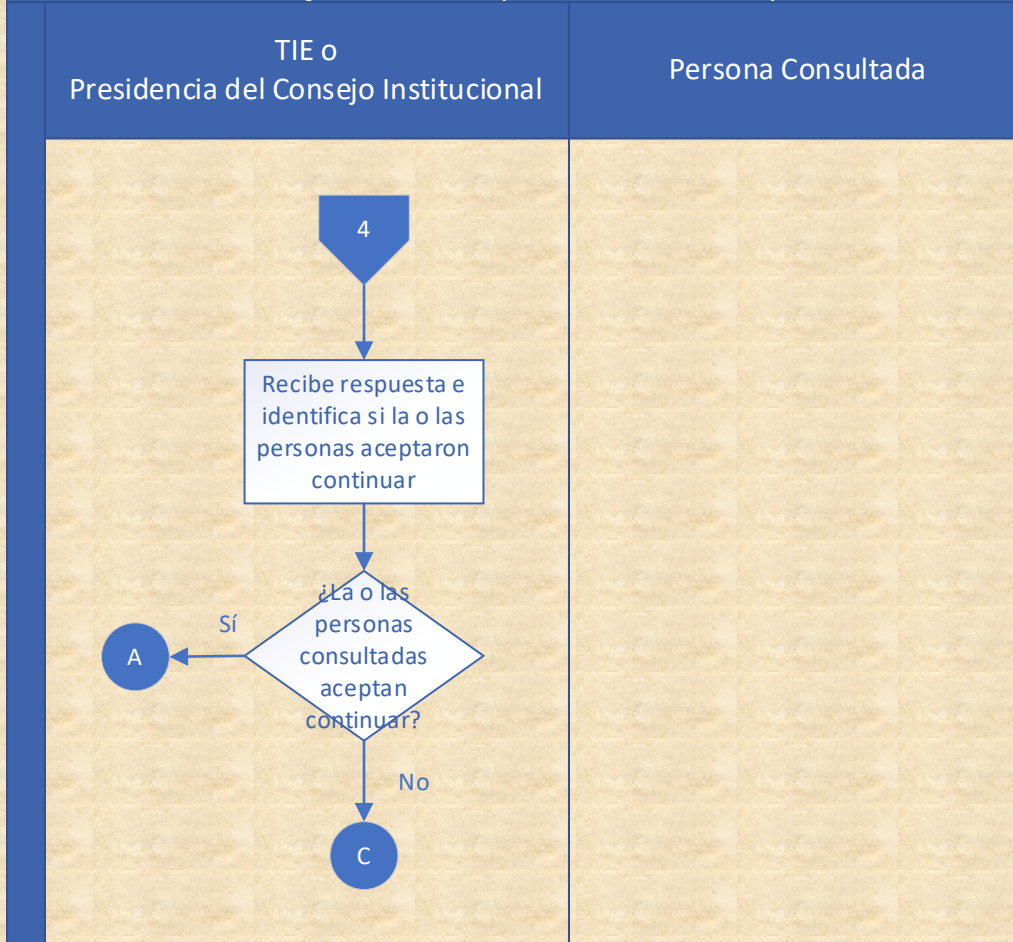 TIE o
Presidencia del Consejo Institucional
Persona Consultada
4
Recibe respuesta e
identifica si la o las
personas aceptaron
continuar
¿La o las
personas
consultadas
aceptan
continuar?
Sí
A
No
C